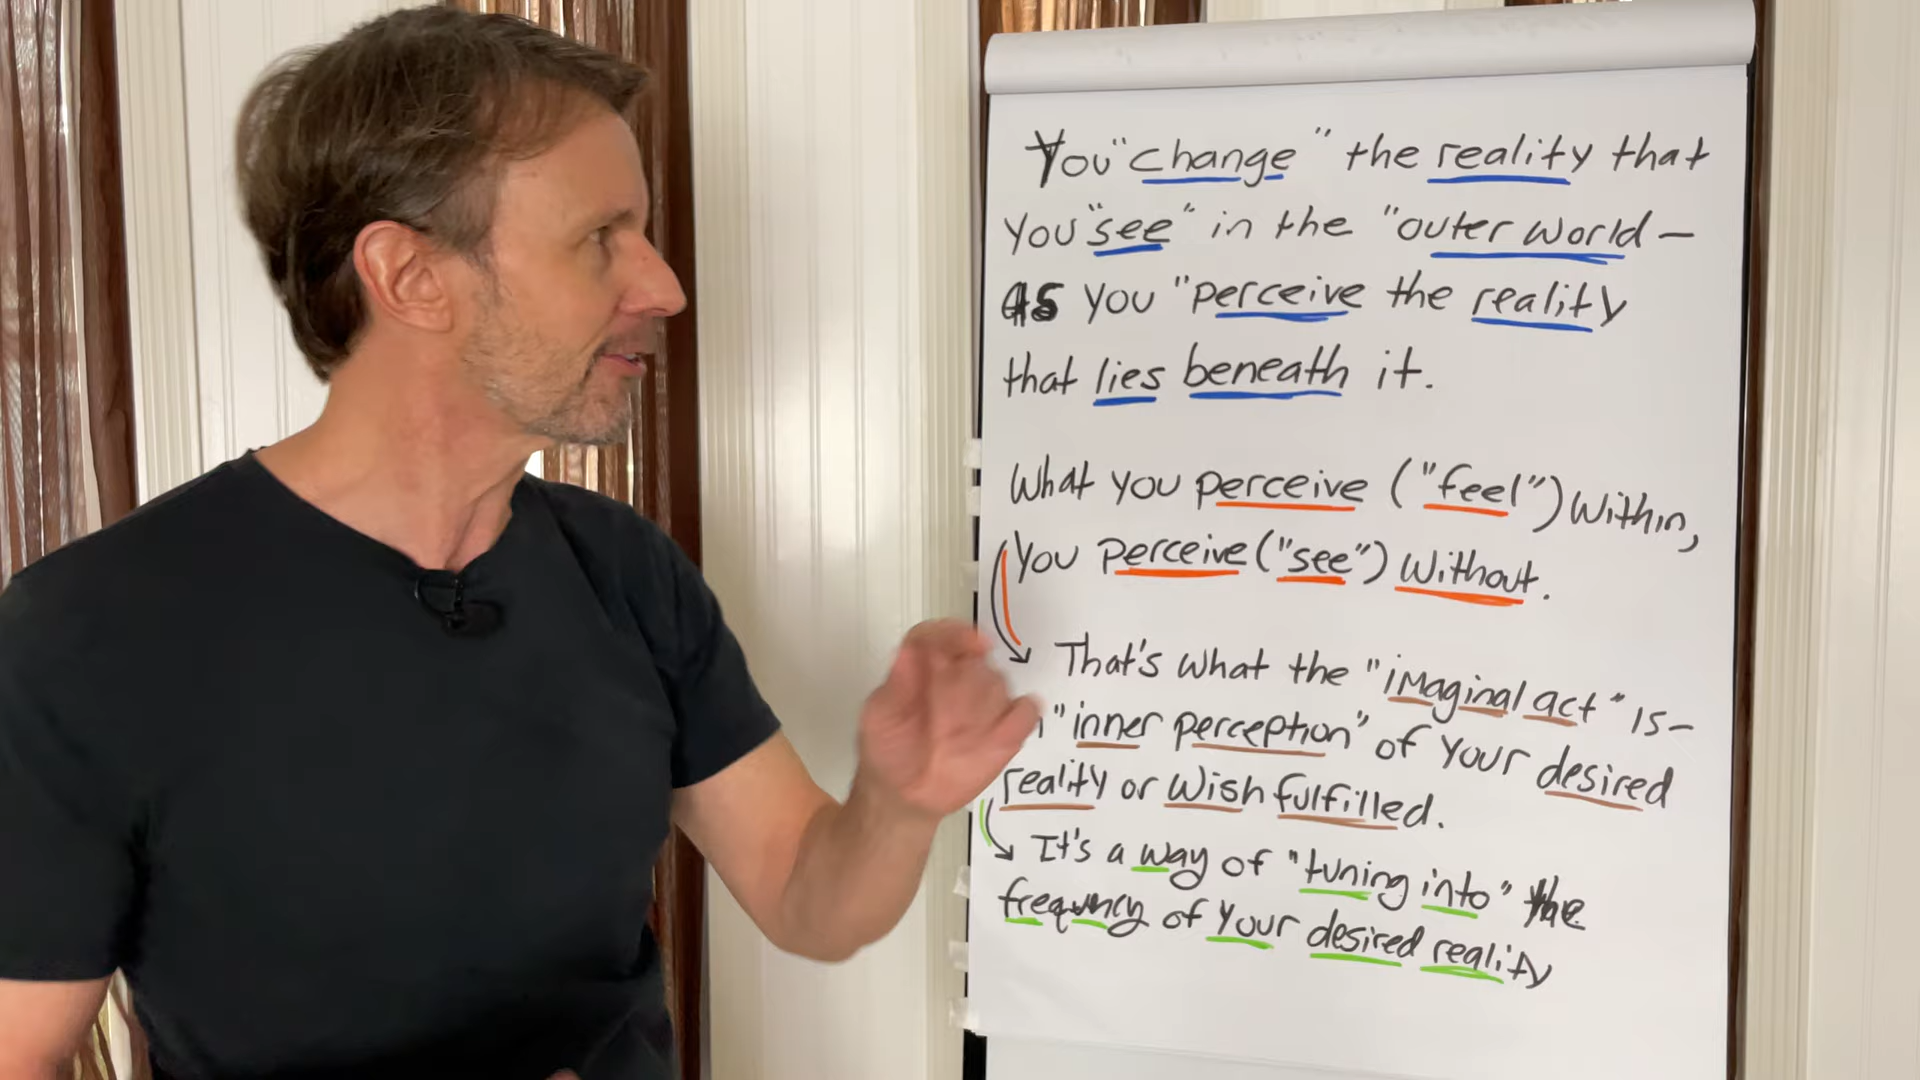 You "change" the reality that
you "see" in the "outer world –
as you "perceive the reality
that lies beneath it.
What you perceive ("feel") within,
you perceive ("see") without.
That's what the "imaginal act" is –
"inner perception" of your desired
reality or wish fulfilled.
It's a way of "tuning into" the
frequency of your desired reality